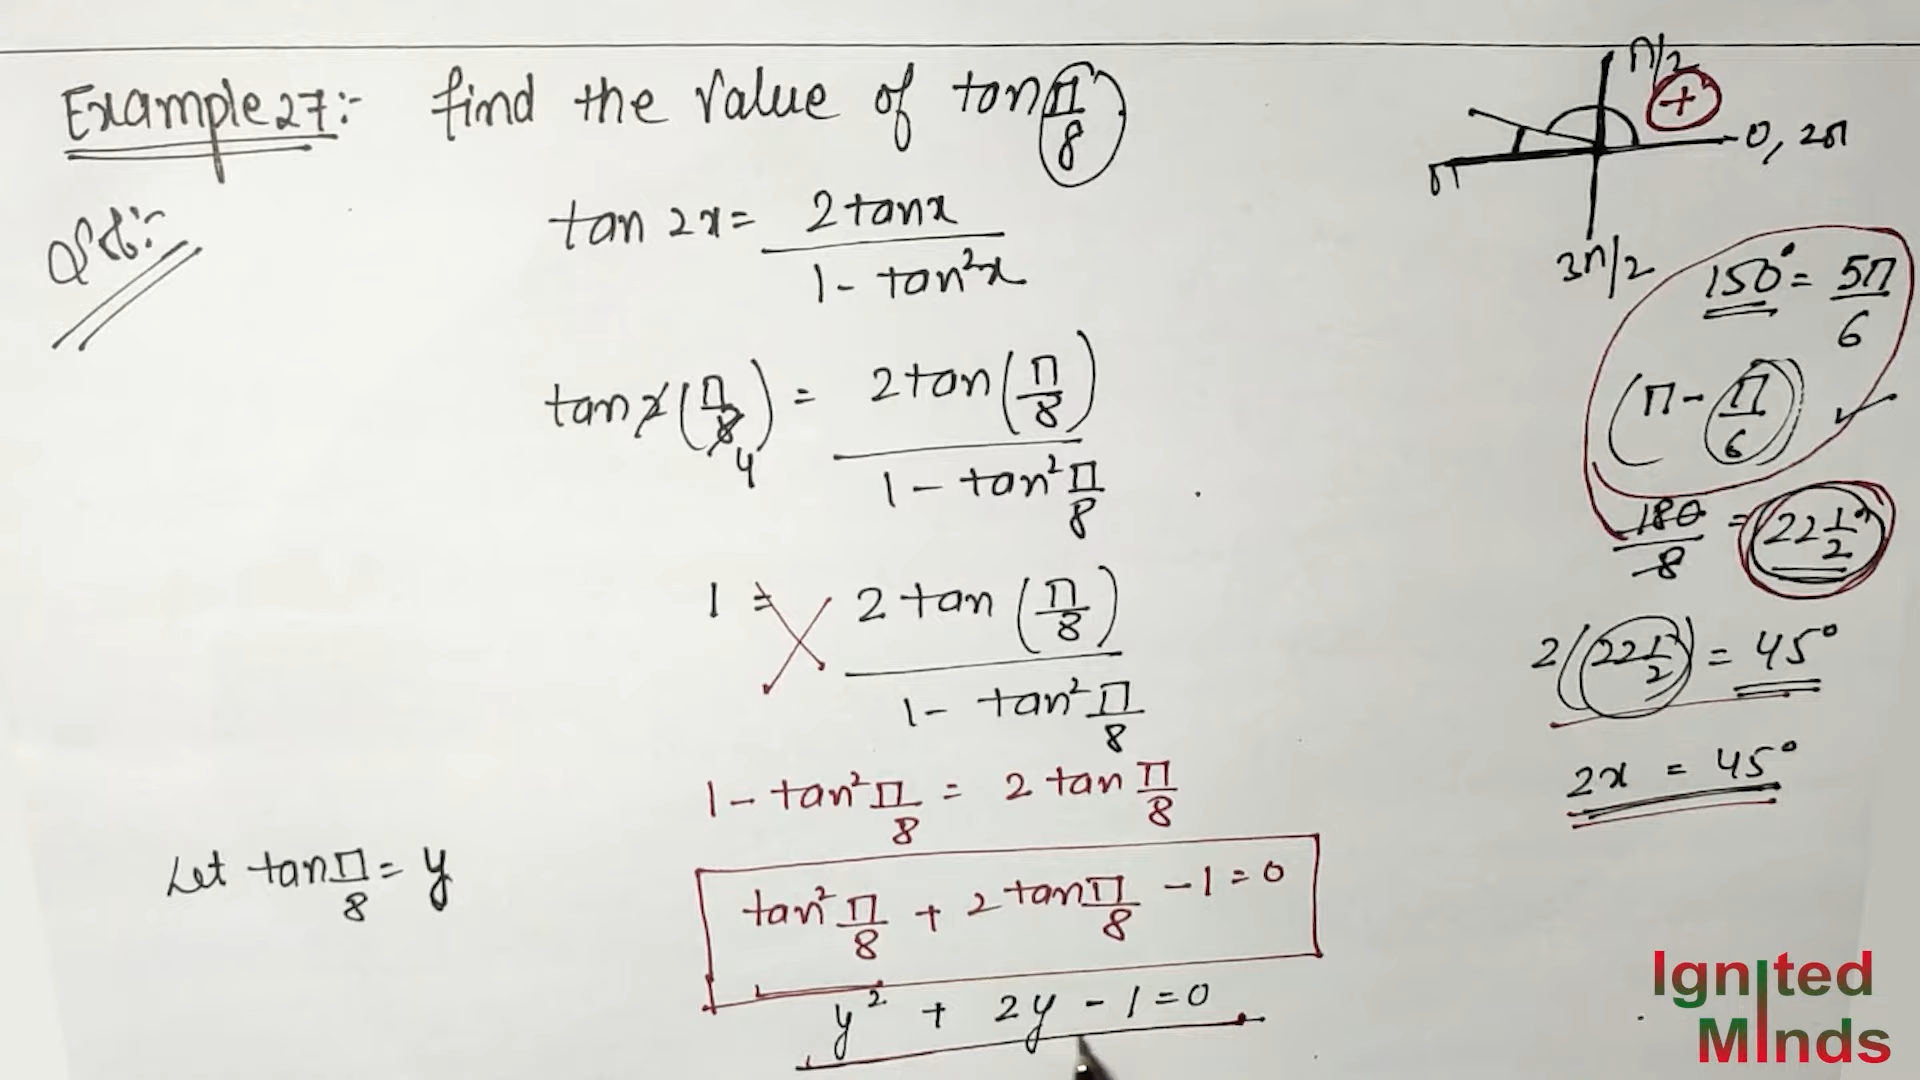 Example 27:- find the value of tan π/8
tan 2x = 2 tan x / 1 - tan²x
tan 2(π/8) = 2 tan (π/8) / 1 - tan² π/8
4
1 = 2 tan (π/8) / 1 - tan² π/8
1 - tan² π/8 = 2 tan π/8
Let tan π/8 = y
tan² π/8 + 2 tan π/8 - 1 = 0
y² + 2y - 1 = 0
π/2
+
0, 2π
π
3π/2
150° = 5π/6
(π - π/6)
180/8 = 22 1/2°
2(22 1/2°) = 45°
2x = 45°
Ignited
Minds